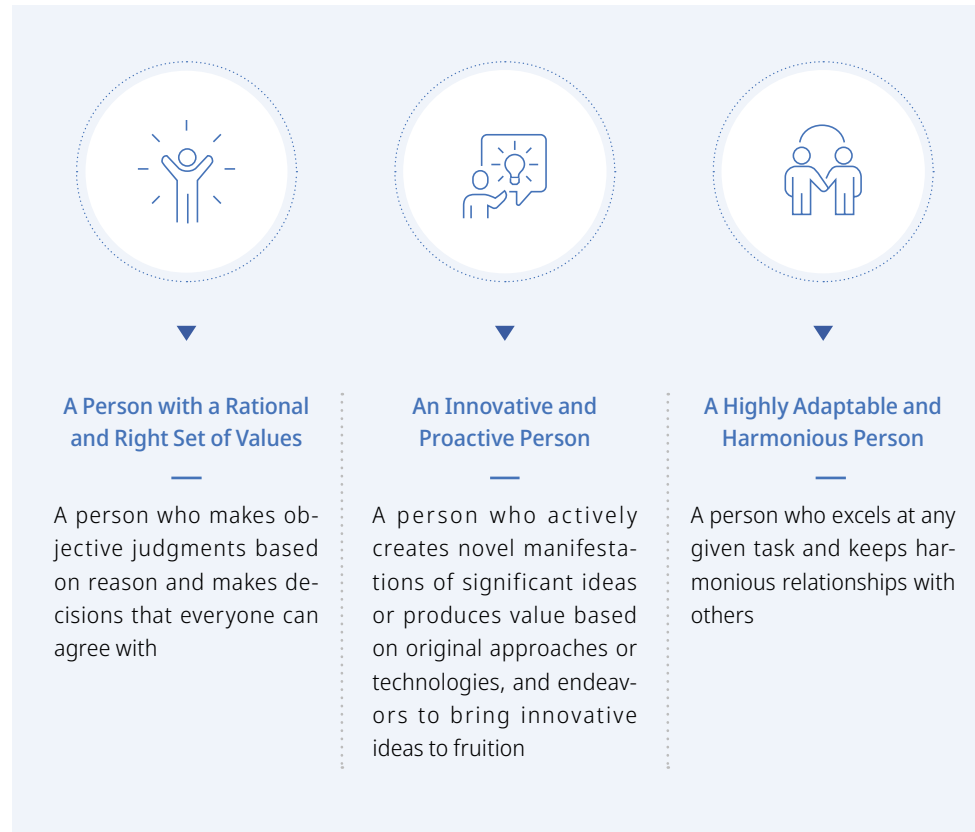 A Person with a Rational
and Right Set of Values
A person who makes ob-
jective judgments based
on reason and makes de-
cisions that everyone can
agree with
An Innovative and
Proactive Person
A person who actively
creates novel manifesta-
tions of significant ideas
or produces value based
on original approaches or
technologies, and endeav-
ors to bring innovative
ideas to fruition
A Highly Adaptable and
Harmonious Person
A person who excels at any
given task and keeps har-
monious relationships with
others